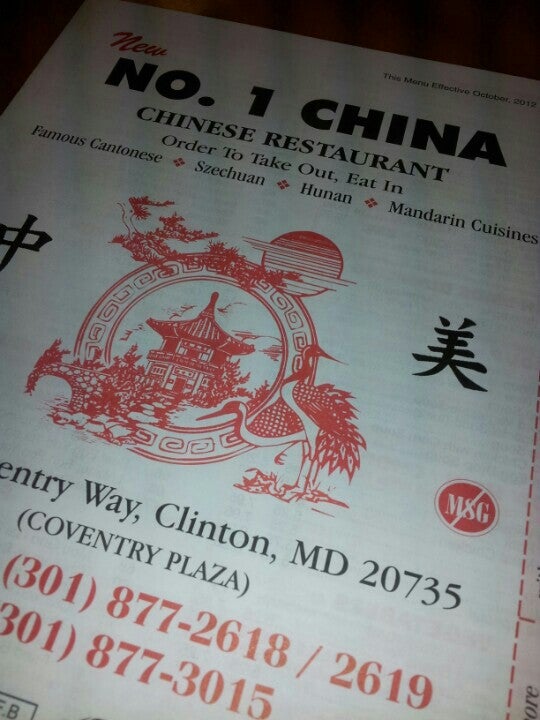 This Menu Effective October, 2012
New
NO. 1 CHINA
CHINESE RESTAURANT
Order To Take Out, Eat In
Famous Cantonese ❖ Szechuan ❖ Hunan ❖ Mandarin Cuisines
中 美
MSG
entry Way, Clinton, MD 20735
(COVENTRY PLAZA)
(301) 877-2618 / 2619
301) 877-3015